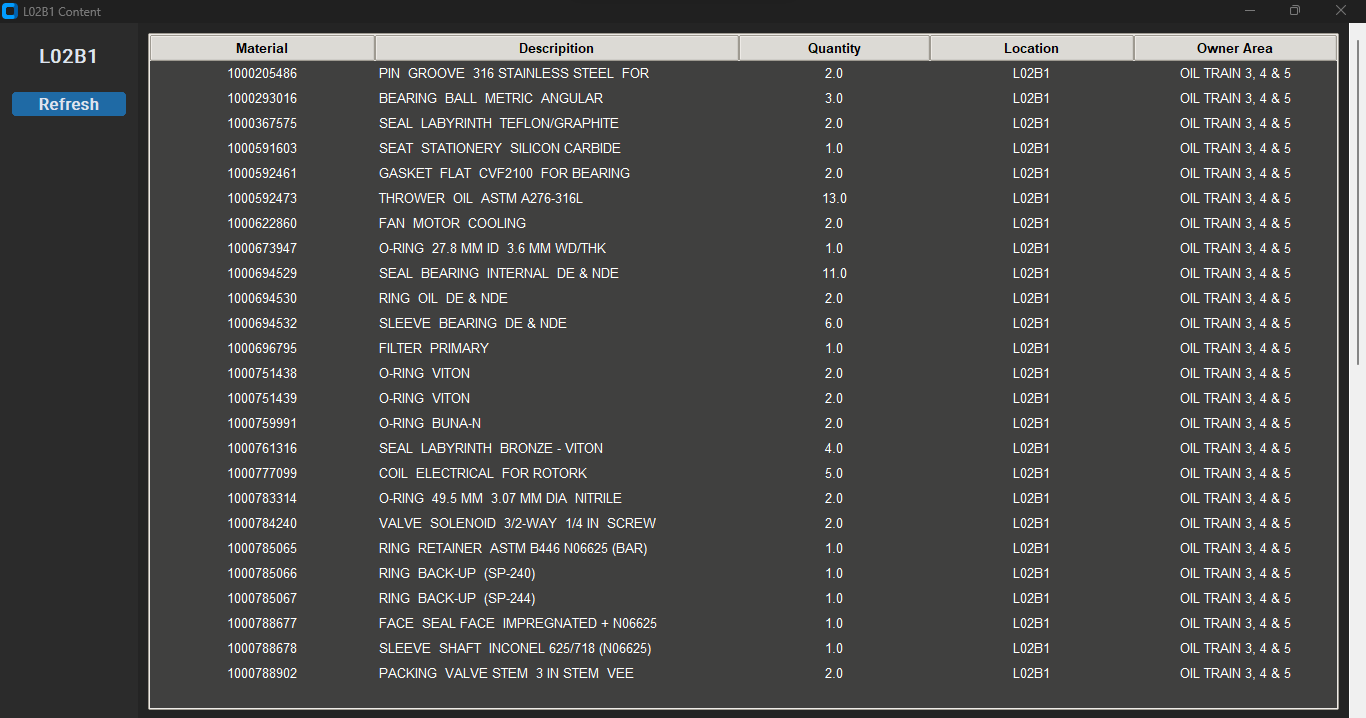 L02B1 Content
L02B1
Refresh
Material Descripition Quantity Location Owner Area
1000205486 PIN GROOVE 316 STAINLESS STEEL FOR 2.0 L02B1 OIL TRAIN 3, 4 & 5
1000293016 BEARING BALL METRIC ANGULAR 3.0 L02B1 OIL TRAIN 3, 4 & 5
1000367575 SEAL LABYRINTH TEFLON/GRAPHITE 2.0 L02B1 OIL TRAIN 3, 4 & 5
1000591603 SEAT STATIONERY SILICON CARBIDE 1.0 L02B1 OIL TRAIN 3, 4 & 5
1000592461 GASKET FLAT CVF2100 FOR BEARING 2.0 L02B1 OIL TRAIN 3, 4 & 5
1000592473 THROWER OIL ASTM A276-316L 13.0 L02B1 OIL TRAIN 3, 4 & 5
1000622860 FAN MOTOR COOLING 2.0 L02B1 OIL TRAIN 3, 4 & 5
1000673947 O-RING 27.8 MM ID 3.6 MM WD/THK 1.0 L02B1 OIL TRAIN 3, 4 & 5
1000694529 SEAL BEARING INTERNAL DE & NDE 11.0 L02B1 OIL TRAIN 3, 4 & 5
1000694530 RING OIL DE & NDE 2.0 L02B1 OIL TRAIN 3, 4 & 5
1000694532 SLEEVE BEARING DE & NDE 6.0 L02B1 OIL TRAIN 3, 4 & 5
1000696795 FILTER PRIMARY 1.0 L02B1 OIL TRAIN 3, 4 & 5
1000751438 O-RING VITON 2.0 L02B1 OIL TRAIN 3, 4 & 5
1000751439 O-RING VITON 2.0 L02B1 OIL TRAIN 3, 4 & 5
1000759991 O-RING BUNA-N 2.0 L02B1 OIL TRAIN 3, 4 & 5
1000761316 SEAL LABYRINTH BRONZE - VITON 4.0 L02B1 OIL TRAIN 3, 4 & 5
1000777099 COIL ELECTRICAL FOR ROTORK 5.0 L02B1 OIL TRAIN 3, 4 & 5
1000783314 O-RING 49.5 MM 3.07 MM DIA NITRILE 2.0 L02B1 OIL TRAIN 3, 4 & 5
1000784240 VALVE SOLENOID 3/2-WAY 1/4 IN SCREW 2.0 L02B1 OIL TRAIN 3, 4 & 5
1000785065 RING RETAINER ASTM B446 N06625 (BAR) 1.0 L02B1 OIL TRAIN 3, 4 & 5
1000785066 RING BACK-UP (SP-240) 1.0 L02B1 OIL TRAIN 3, 4 & 5
1000785067 RING BACK-UP (SP-244) 1.0 L02B1 OIL TRAIN 3, 4 & 5
1000788677 FACE SEAL FACE IMPREGNATED + N06625 1.0 L02B1 OIL TRAIN 3, 4 & 5
1000788678 SLEEVE SHAFT INCONEL 625/718 (N06625) 1.0 L02B1 OIL TRAIN 3, 4 & 5
1000788902 PACKING VALVE STEM 3 IN STEM VEE 2.0 L02B1 OIL TRAIN 3, 4 & 5